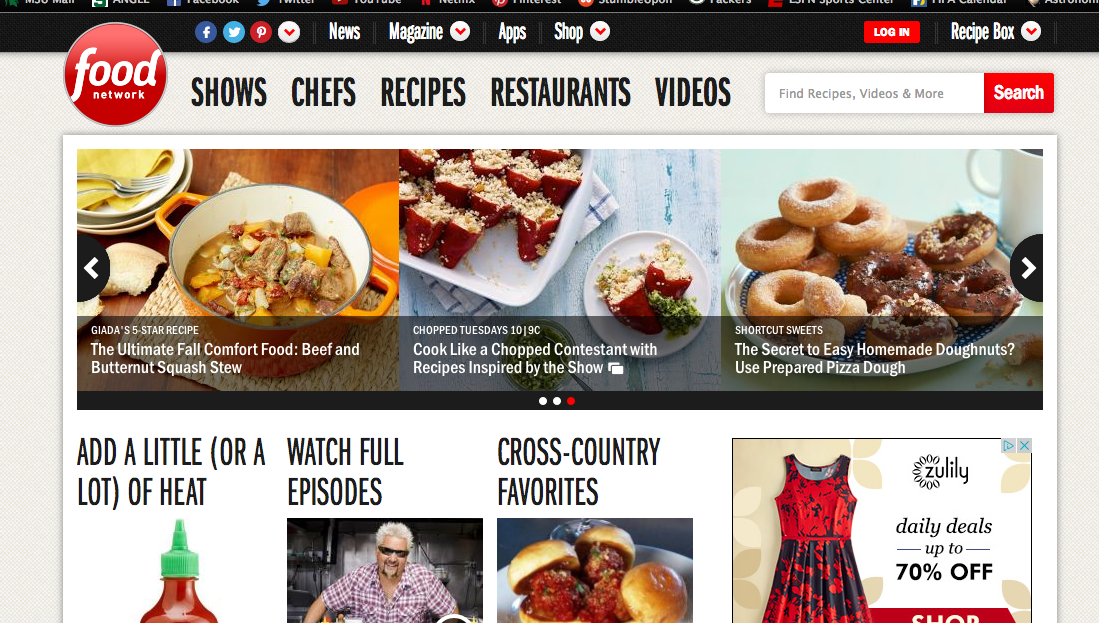 MSU Mail ANGEL Facebook Twitter YouTube Netflix Pinterest StumbleUpon Packers ESPN Sports Center FIFA Calendar
News Magazine Apps Shop LOG IN Recipe Box
food
network
SHOWS CHEFS RECIPES RESTAURANTS VIDEOS Find Recipes, Videos & More Search
GIADA'S 5-STAR RECIPE
The Ultimate Fall Comfort Food: Beef and
Butternut Squash Stew
CHOPPED TUESDAYS 10|9C
Cook Like a Chopped Contestant with
Recipes Inspired by the Show
SHORTCUT SWEETS
The Secret to Easy Homemade Doughnuts?
Use Prepared Pizza Dough
ADD A LITTLE (OR A
LOT) OF HEAT
WATCH FULL
EPISODES
CROSS-COUNTRY
FAVORITES
zulily
daily deals
up to
70% OFF
SHOP